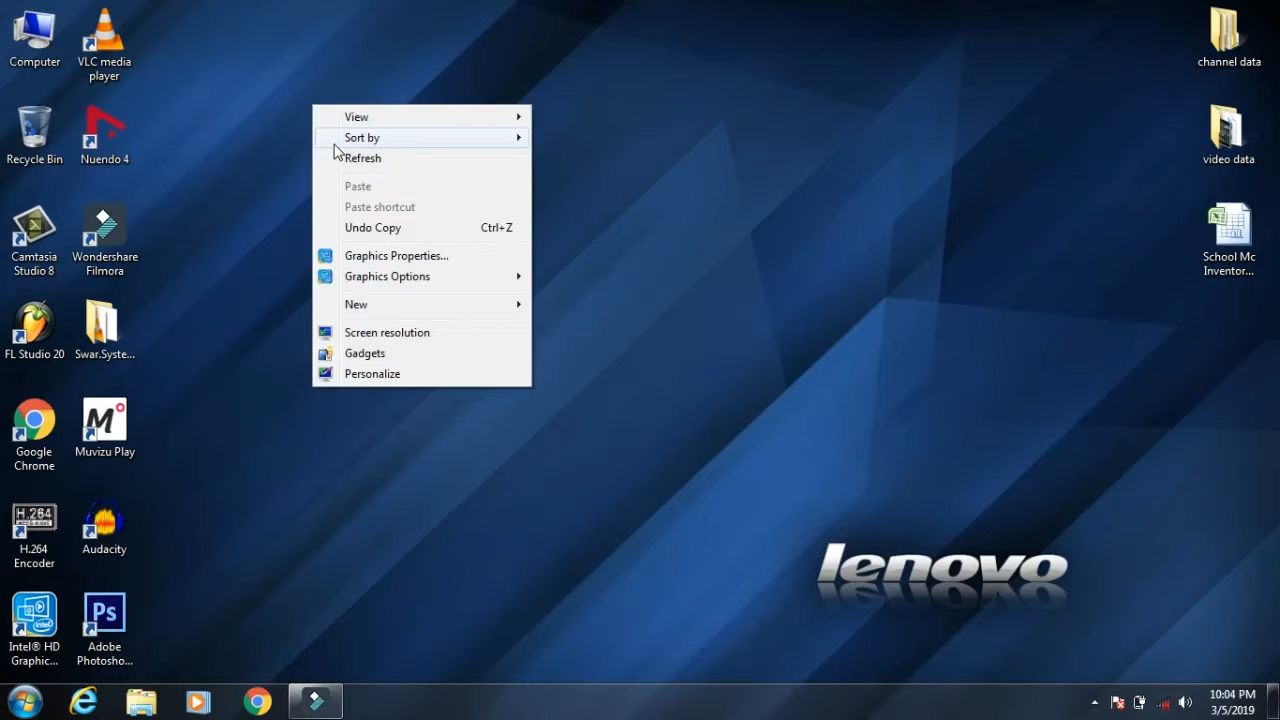 Computer
VLC media
player
Recycle Bin
Nuendo 4
Camtasia
Studio 8
Wondershare
Filmora
FL Studio 20
Swar.Syste...
Google
Chrome
Muvizu Play
H.264
H.264
Encoder
Audacity
intel
Intel® HD
Graphic...
Ps
Adobe
Photosho...
View
Sort by
Refresh
Paste
Paste shortcut
Undo Copy Ctrl+Z
Graphics Properties...
Graphics Options
New
Screen resolution
Gadgets
Personalize
channel data
video data
School Mc
Inventor...
lenovo
10:04 PM
3/5/2019